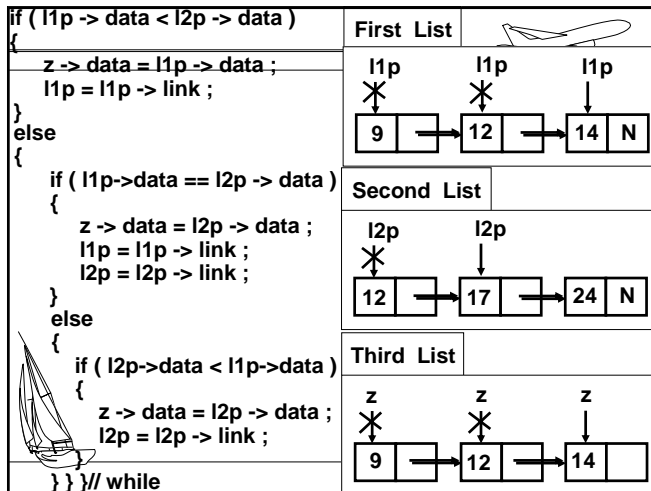 if ( l1p -> data < l2p -> data )
{
z -> data = l1p -> data ;
l1p = l1p -> link ;
}
else
{
if ( l1p->data == l2p -> data )
{
z -> data = l2p -> data ;
l1p = l1p -> link ;
l2p = l2p -> link ;
}
else
{
if ( l2p->data < l1p->data )
{
z -> data = l2p -> data ;
l2p = l2p -> link ;
}
} } }// while
First List
l1p l1p l1p
9 12 14 N
Second List
l2p l2p
12 17 24 N
Third List
z z z
9 12 14